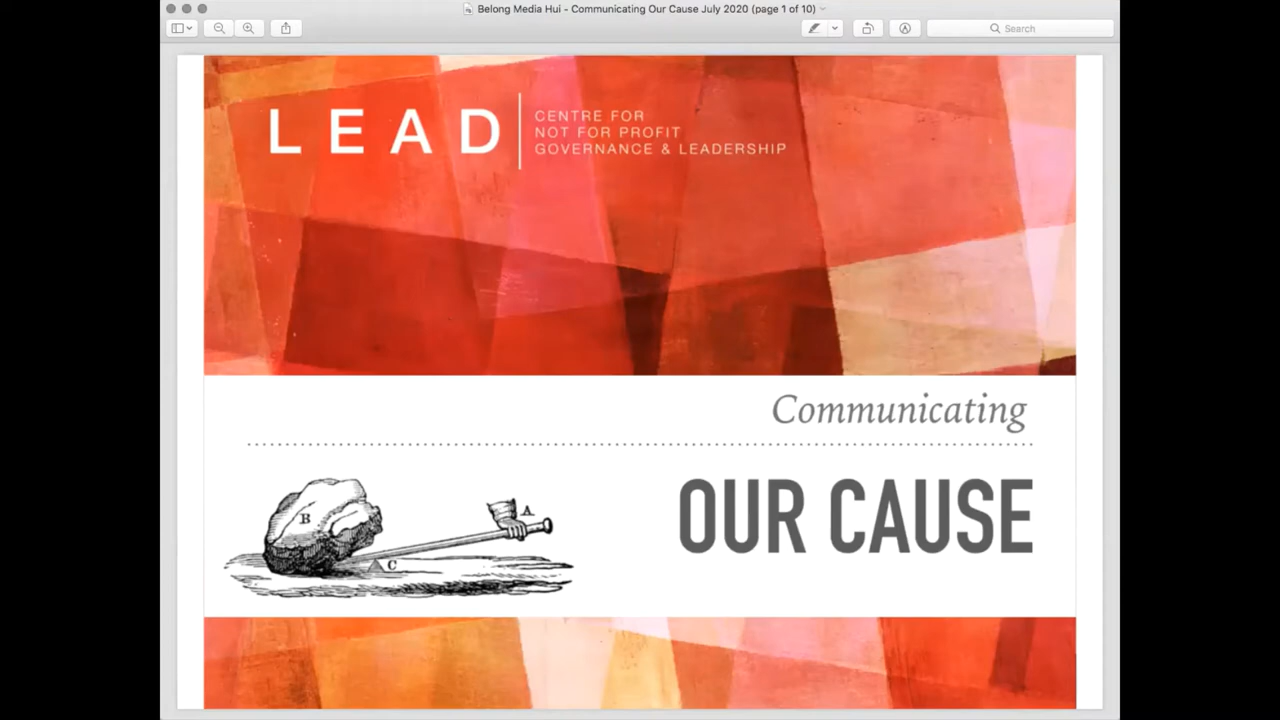 Belong Media Hui - Communicating Our Cause July 2020 (page 1 of 10)
Search
LEAD
CENTRE FOR
NOT FOR PROFIT
GOVERNANCE & LEADERSHIP
Communicating
OUR CAUSE
B
A
C